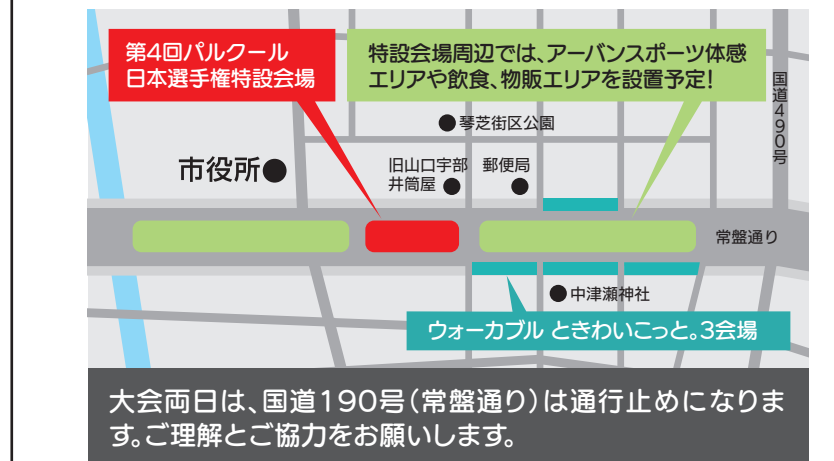 第4回パルクール
日本選手権特設会場
特設会場周辺では、アーバンスポーツ体感
エリアや飲食、物販エリアを設置予定!
国道490号
●琴芝街区公園
市役所●
旧山口宇部
井筒屋●
郵便局
●
常盤通り
●中津瀬神社
ウォーカブル ときわいこっと。3会場
大会両日は、国道190号(常盤通り)は通行止めになりま
す。ご理解とご協力をお願いします。